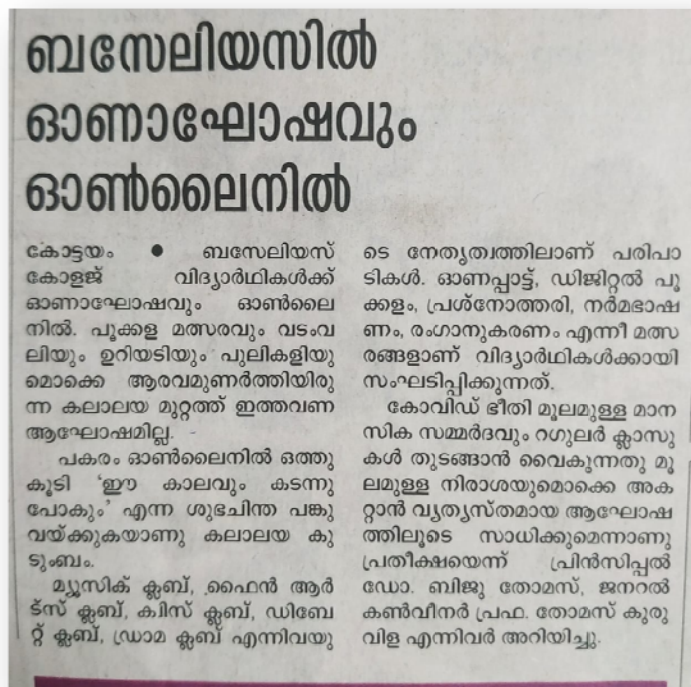 ബസേലിയസിൽ
ഓണാഘോഷവും
ഓൺലൈനിൽ
കോട്ടയം ● ബസേലിയസ്
കോളജ് വിദ്യാർഥികൾക്ക്
ഓണാഘോഷവും ഓൺലൈ
നിൽ. പൂക്കള മത്സരവും വടംവ
ലിയും ഉറിയടിയും പുലികളിയു
മൊക്കെ ആരവമുണർത്തിയിരു
ന്ന കലാലയ മുറ്റത്ത് ഇത്തവണ
ആഘോഷമില്ല.
പകരം ഓൺലൈനിൽ ഒത്തു
കൂടി ‘ഈ കാലവും കടന്നു
പോകും’ എന്ന ശുഭചിന്ത പങ്കു
വയ്ക്കുകയാണു കലാലയ കു
ടുംബം.
മ്യൂസിക് ക്ലബ്, ഫൈൻ ആർ
ട്സ് ക്ലബ്, ക്വിസ് ക്ലബ്, ഡിബേ
റ്റ് ക്ലബ്, ഡ്രാമ ക്ലബ് എന്നിവയു
ടെ നേതൃത്വത്തിലാണ് പരിപാ
ടികൾ. ഓണപ്പാട്ട്, ഡിജിറ്റൽ പൂ
ക്കളം, പ്രശ്നോത്തരി, നർമഭാഷ
ണം, രംഗാനുകരണം എന്നീ മത്സ
രങ്ങളാണ് വിദ്യാർഥികൾക്കായി
സംഘടിപ്പിക്കുന്നത്.
കോവിഡ് ഭീതി മൂലമുള്ള മാന
സിക സമ്മർദവും റഗുലർ ക്ലാസു
കൾ തുടങ്ങാൻ വൈകുന്നതു മൂ
ലമുള്ള നിരാശയുമൊക്കെ അക
റ്റാൻ വ്യത്യസ്തമായ ആഘോഷ
ത്തിലൂടെ സാധിക്കുമെന്നാണു
പ്രതീക്ഷയെന്ന് പ്രിൻസിപ്പൽ
ഡോ. ബിജു തോമസ്, ജനറൽ
കൺവീനർ പ്രഫ. തോമസ് കുരു
വിള എന്നിവർ അറിയിച്ചു.